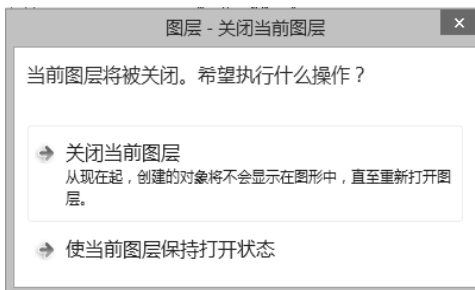 图层 - 关闭当前图层
当前图层将被关闭。希望执行什么操作？
关闭当前图层
从现在起，创建的对象将不会显示在图形中，直至重新打开图
层。
使当前图层保持打开状态